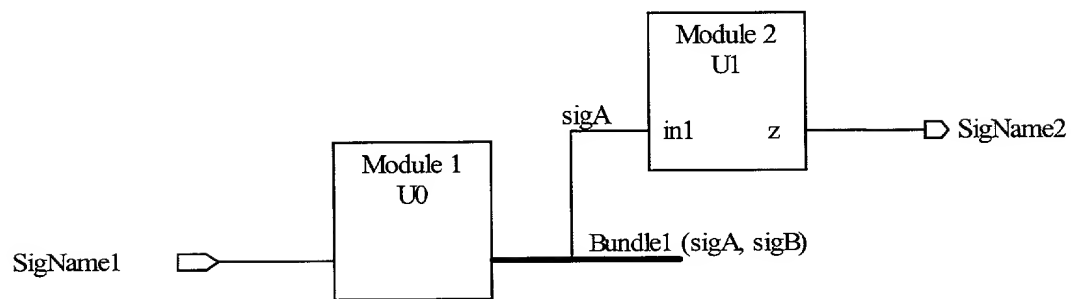 Module 2
U1
sigA
in1 z
SigName2
Module 1
U0
Bundle1 (sigA, sigB)
SigName1